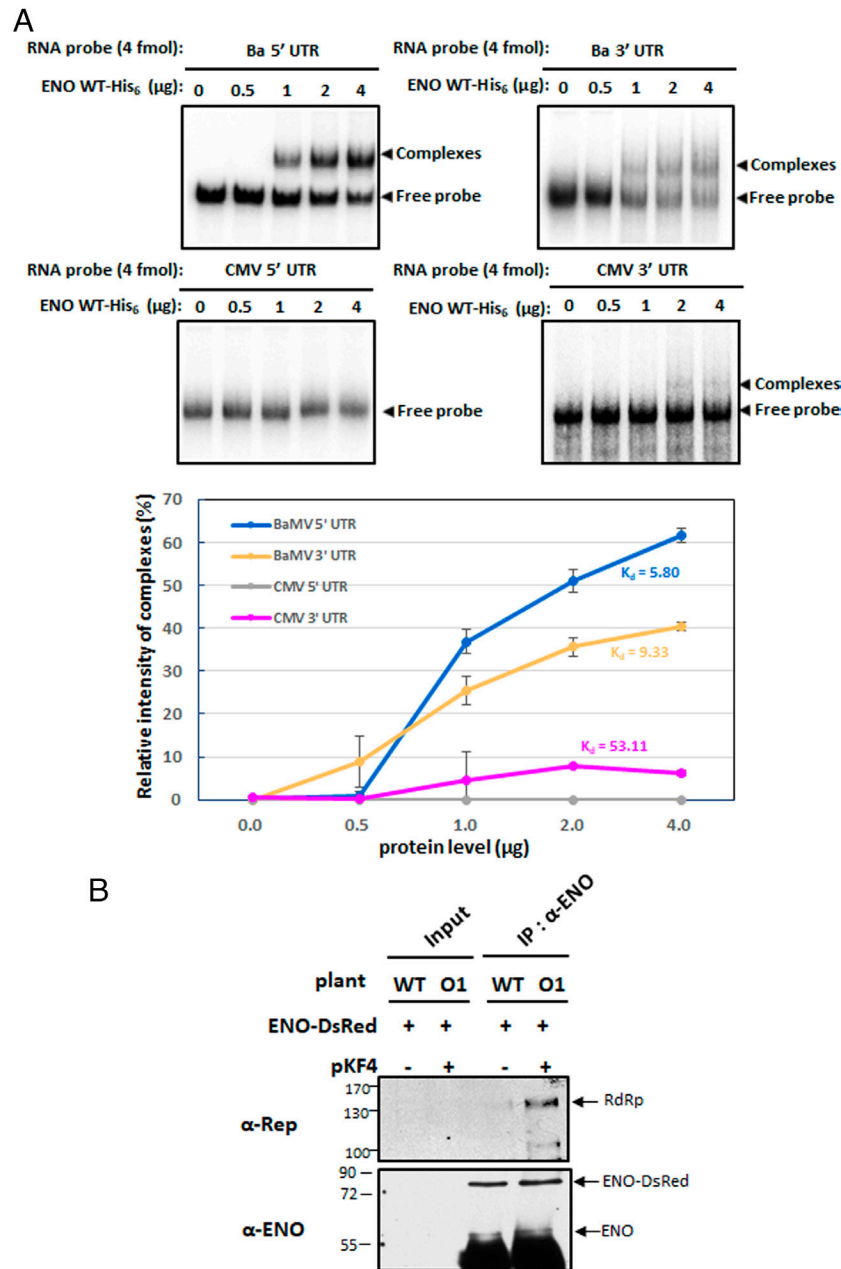 A
RNA probe (4 fmol): Ba 5' UTR
ENO WT-His6 (µg): 0 0.5 1 2 4
Complexes
Free probe
RNA probe (4 fmol): Ba 3' UTR
ENO WT-His6 (µg): 0 0.5 1 2 4
Complexes
Free probe
RNA probe (4 fmol): CMV 5' UTR
ENO WT-His6 (µg): 0 0.5 1 2 4
Free probe
RNA probe (4 fmol): CMV 3' UTR
ENO WT-His6 (µg): 0 0.5 1 2 4
Complexes
Free probes
Relative intensity of complexes (%)
70
60
50
40
30
20
10
0
BaMV 5' UTR
BaMV 3' UTR
CMV 5' UTR
CMV 3' UTR
Kd = 5.80
Kd = 9.33
Kd = 53.11
0.0 0.5 1.0 2.0 4.0
protein level (µg)
B
Input IP : α-ENO
plant WT O1 WT O1
ENO-DsRed + + + +
pKF4 - + - +
α-Rep
170
130
100
RdRp
α-ENO
90
72
55
ENO-DsRed
ENO